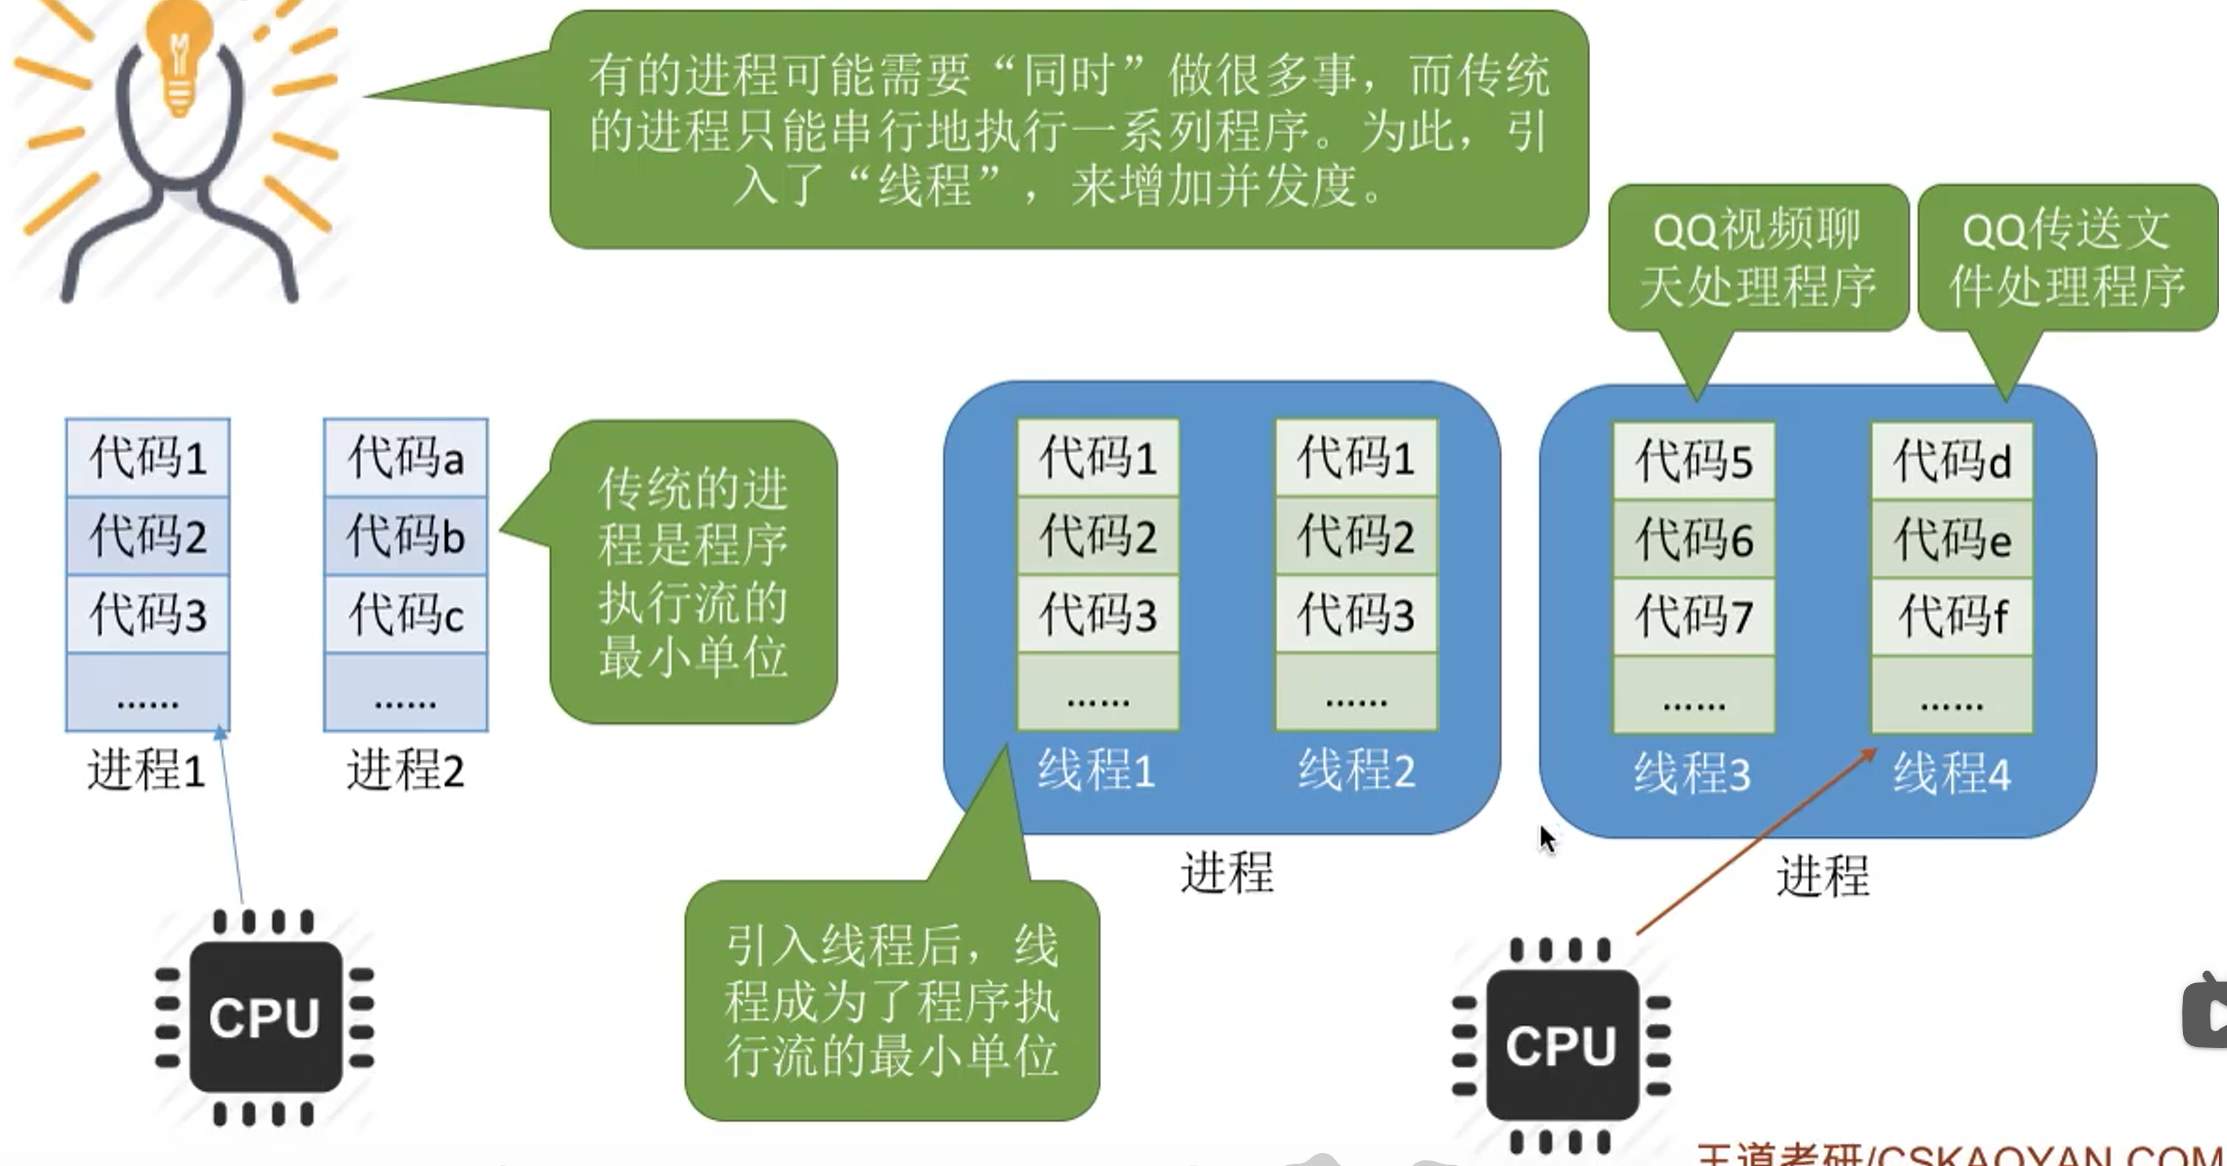 有的进程可能需要“同时”做很多事，而传统
的进程只能串行地执行一系列程序。为此，引
入了“线程”，来增加并发度。
QQ视频聊
天处理程序
QQ传送文
件处理程序
代码1
代码2
代码3
......
进程1
代码a
代码b
代码c
......
进程2
传统的进
程是程序
执行流的
最小单位
代码1
代码2
代码3
......
线程1
代码1
代码2
代码3
......
线程2
进程
代码5
代码6
代码7
......
线程3
代码d
代码e
代码f
......
线程4
进程
引入线程后，线
程成为了程序执
行流的最小单位
CPU
CPU
王道考研/CSKAOYAN.COM